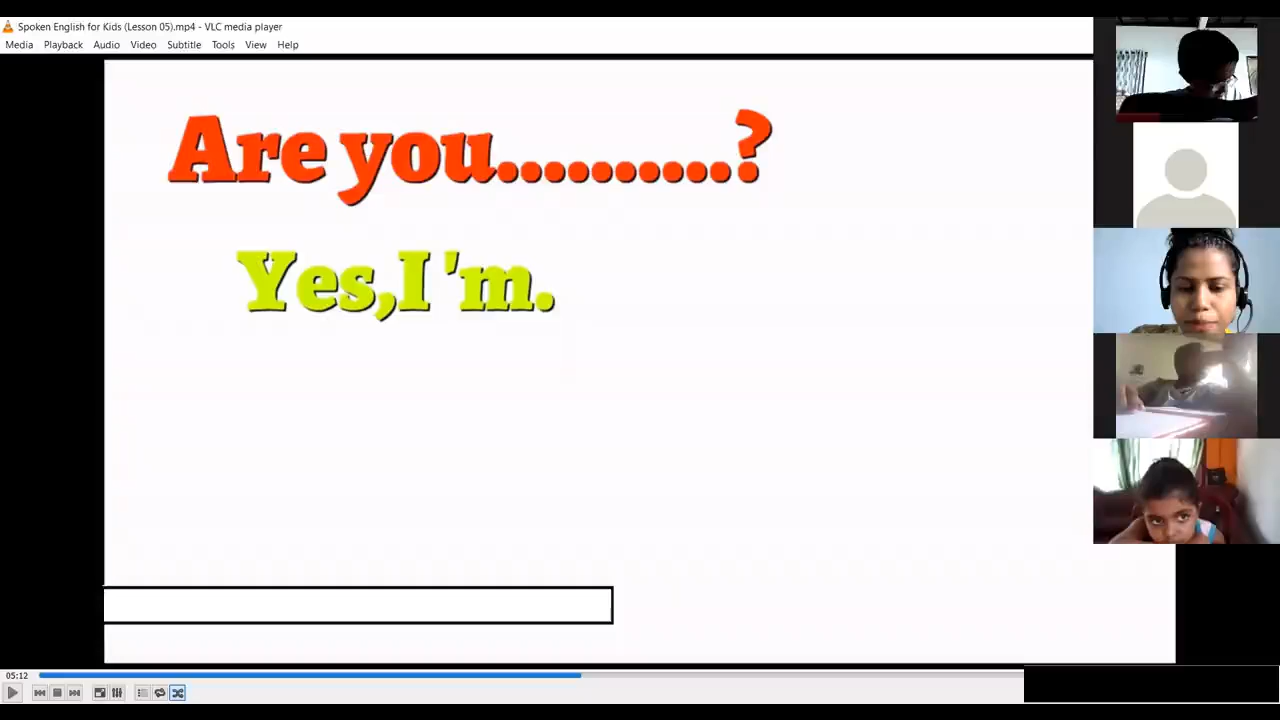 Spoken English for Kids (Lesson 05).mp4 - VLC media player
Media Playback Audio Video Subtitle Tools View Help
Are you..........?
Yes,I 'm.
05:12